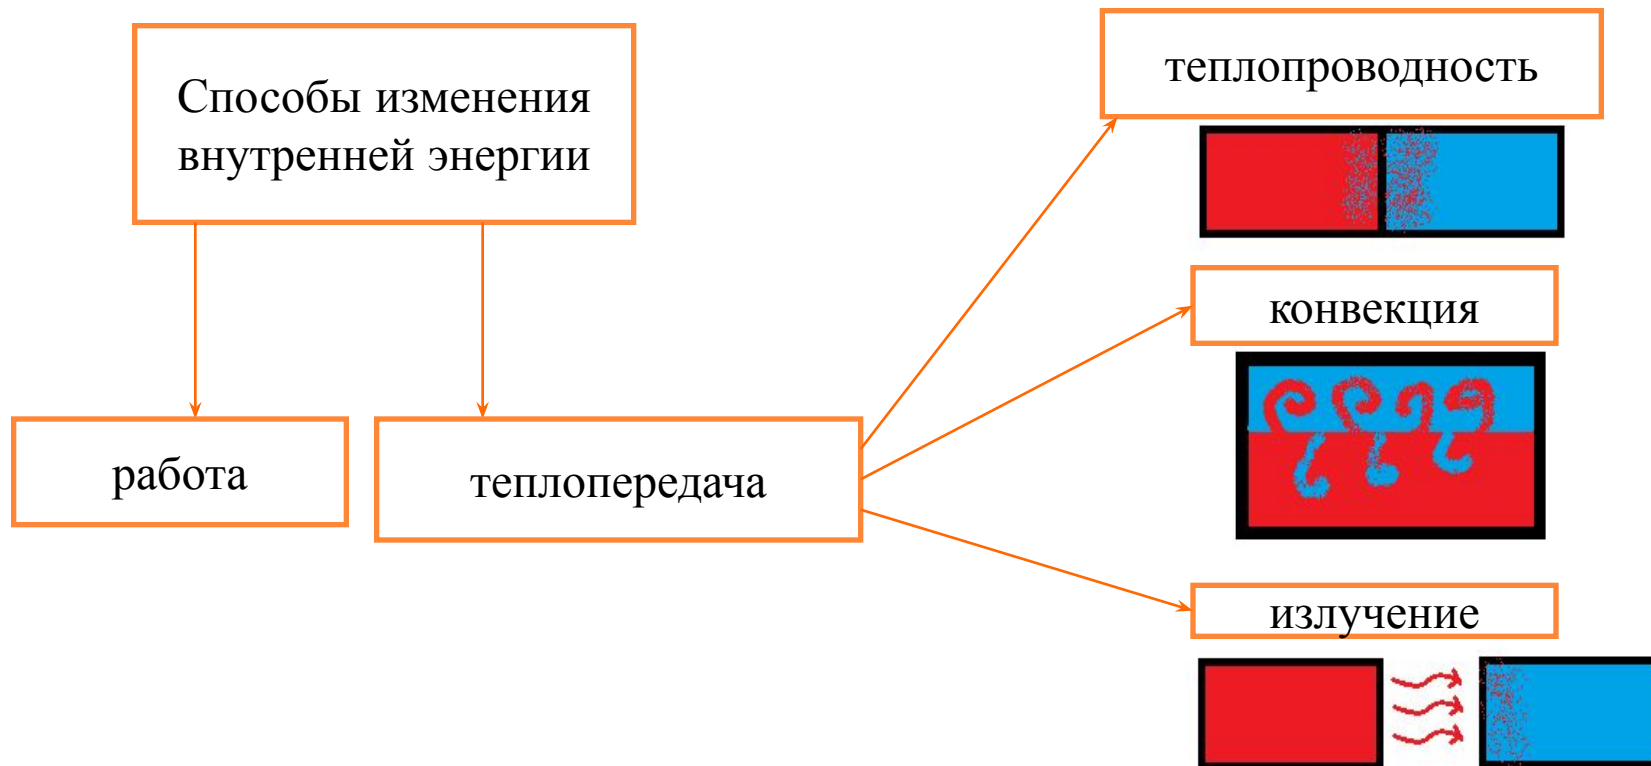 Способы изменения
внутренней энергии
работа
теплопередача
теплопроводность
конвекция
излучение